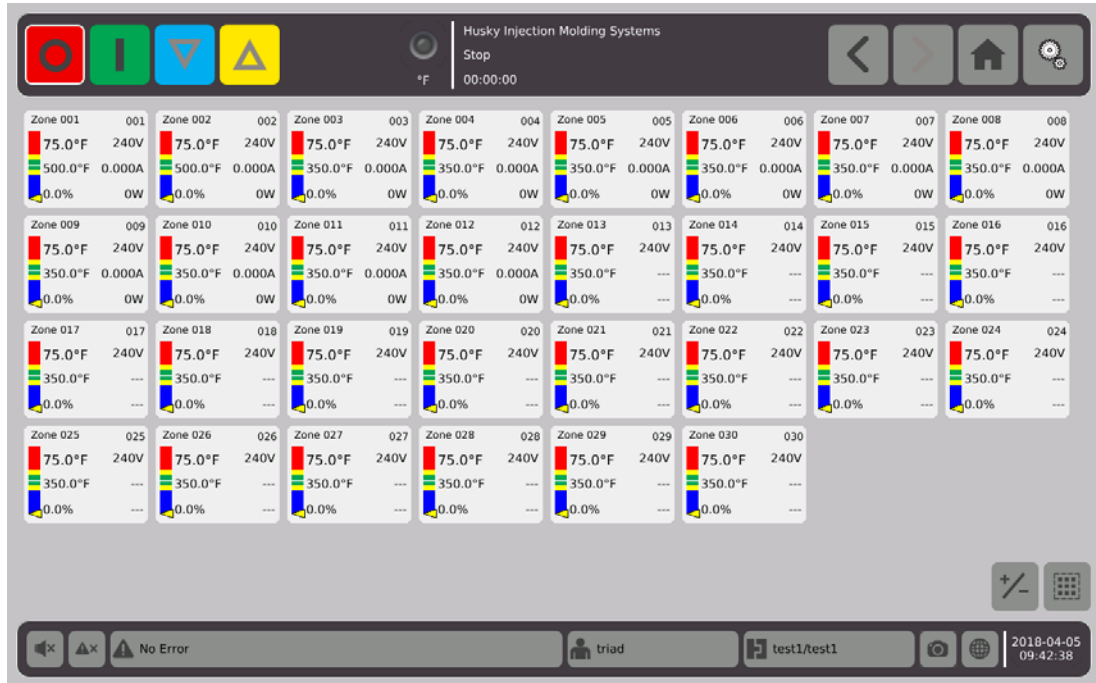 Husky Injection Molding Systems
Stop
°F 00:00:00
Zone 001 001 Zone 002 002 Zone 003 003 Zone 004 004 Zone 005 005 Zone 006 006 Zone 007 007 Zone 008 008
75.0°F 240V 75.0°F 240V 75.0°F 240V 75.0°F 240V 75.0°F 240V 75.0°F 240V 75.0°F 240V 75.0°F 240V
500.0°F 0.000A 500.0°F 0.000A 350.0°F 0.000A 350.0°F 0.000A 350.0°F 0.000A 350.0°F 0.000A 350.0°F 0.000A 350.0°F 0.000A
0.0% 0W 0.0% 0W 0.0% 0W 0.0% 0W 0.0% 0W 0.0% 0W 0.0% 0W 0.0% 0W
Zone 009 009 Zone 010 010 Zone 011 011 Zone 012 012 Zone 013 013 Zone 014 014 Zone 015 015 Zone 016 016
75.0°F 240V 75.0°F 240V 75.0°F 240V 75.0°F 240V 75.0°F 240V 75.0°F 240V 75.0°F 240V 75.0°F 240V
350.0°F 0.000A 350.0°F 0.000A 350.0°F 0.000A 350.0°F 0.000A 350.0°F --- 350.0°F --- 350.0°F --- 350.0°F ---
0.0% 0W 0.0% 0W 0.0% 0W 0.0% 0W 0.0% --- 0.0% --- 0.0% --- 0.0% ---
Zone 017 017 Zone 018 018 Zone 019 019 Zone 020 020 Zone 021 021 Zone 022 022 Zone 023 023 Zone 024 024
75.0°F 240V 75.0°F 240V 75.0°F 240V 75.0°F 240V 75.0°F 240V 75.0°F 240V 75.0°F 240V 75.0°F 240V
350.0°F --- 350.0°F --- 350.0°F --- 350.0°F --- 350.0°F --- 350.0°F --- 350.0°F --- 350.0°F ---
0.0% --- 0.0% --- 0.0% --- 0.0% --- 0.0% --- 0.0% --- 0.0% --- 0.0% ---
Zone 025 025 Zone 026 026 Zone 027 027 Zone 028 028 Zone 029 029 Zone 030 030
75.0°F 240V 75.0°F 240V 75.0°F 240V 75.0°F 240V 75.0°F 240V 75.0°F 240V
350.0°F --- 350.0°F --- 350.0°F --- 350.0°F --- 350.0°F --- 350.0°F ---
0.0% --- 0.0% --- 0.0% --- 0.0% --- 0.0% --- 0.0% ---
+/-
No Error triad test1/test1 2018-04-05
09:42:38